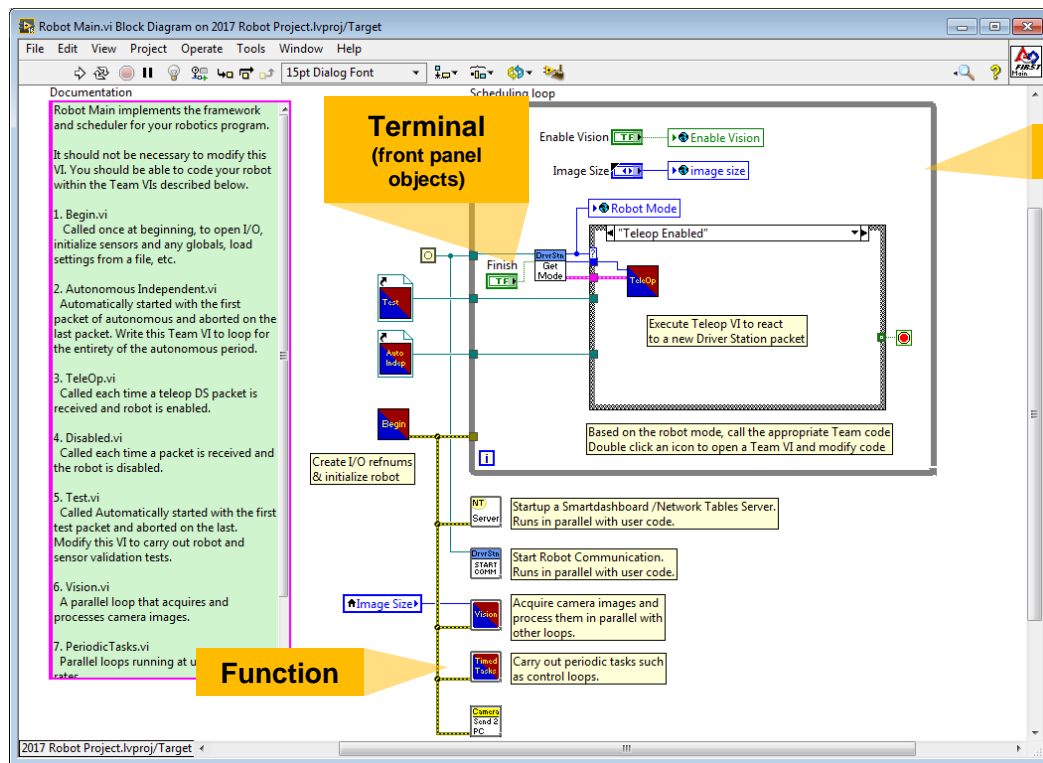 Robot Main.vi Block Diagram on 2017 Robot Project.lvproj/Target
File Edit View Project Operate Tools Window Help
15pt Dialog Font
FIRST
Main
Documentation
Robot Main implements the framework
and scheduler for your robotics program.
It should not be necessary to modify this
VI. You should be able to code your robot
within the Team VIs described below.
1. Begin.vi
Called once at beginning, to open I/O,
initialize sensors and any globals, load
settings from a file, etc.
2. Autonomous Independent.vi
Automatically started with the first
packet of autonomous and aborted on the
last packet. Write this Team VI to loop for
the entirety of the autonomous period.
3. TeleOp.vi
Called each time a teleop DS packet is
received and robot is enabled.
4. Disabled.vi
Called each time a packet is received and
the robot is disabled.
5. Test.vi
Called Automatically started with the first
test packet and aborted on the last.
Modify this VI to carry out robot and
sensor validation tests.
6. Vision.vi
A parallel loop that acquires and
processes camera images.
7. PeriodicTasks.vi
Parallel loops running at u
rater
Scheduling loop
Terminal
(front panel
objects)
Enable Vision
TF
Enable Vision
Image Size
image size
Robot Mode
"Teleop Enabled"
Finish
TF
DrvrStn
Get
Mode
?
TeleOp
Test
Execute Teleop VI to react
to a new Driver Station packet
Auto
Indep
Begin
Based on the robot mode, call the appropriate Team code
Double click an icon to open a Team VI and modify code
i
Create I/O refnums
& initialize robot
NT
Server
Startup a Smartdashboard /Network Tables Server.
Runs in parallel with user code.
DrvrStn
START
COMM
Start Robot Communication.
Runs in parallel with user code.
Image Size
Vision
Acquire camera images and
process them in parallel with
other loops.
Function
Timed
Tasks
Carry out periodic tasks such
as control loops.
Camera
Send 2
PC
2017 Robot Project.lvproj/Target